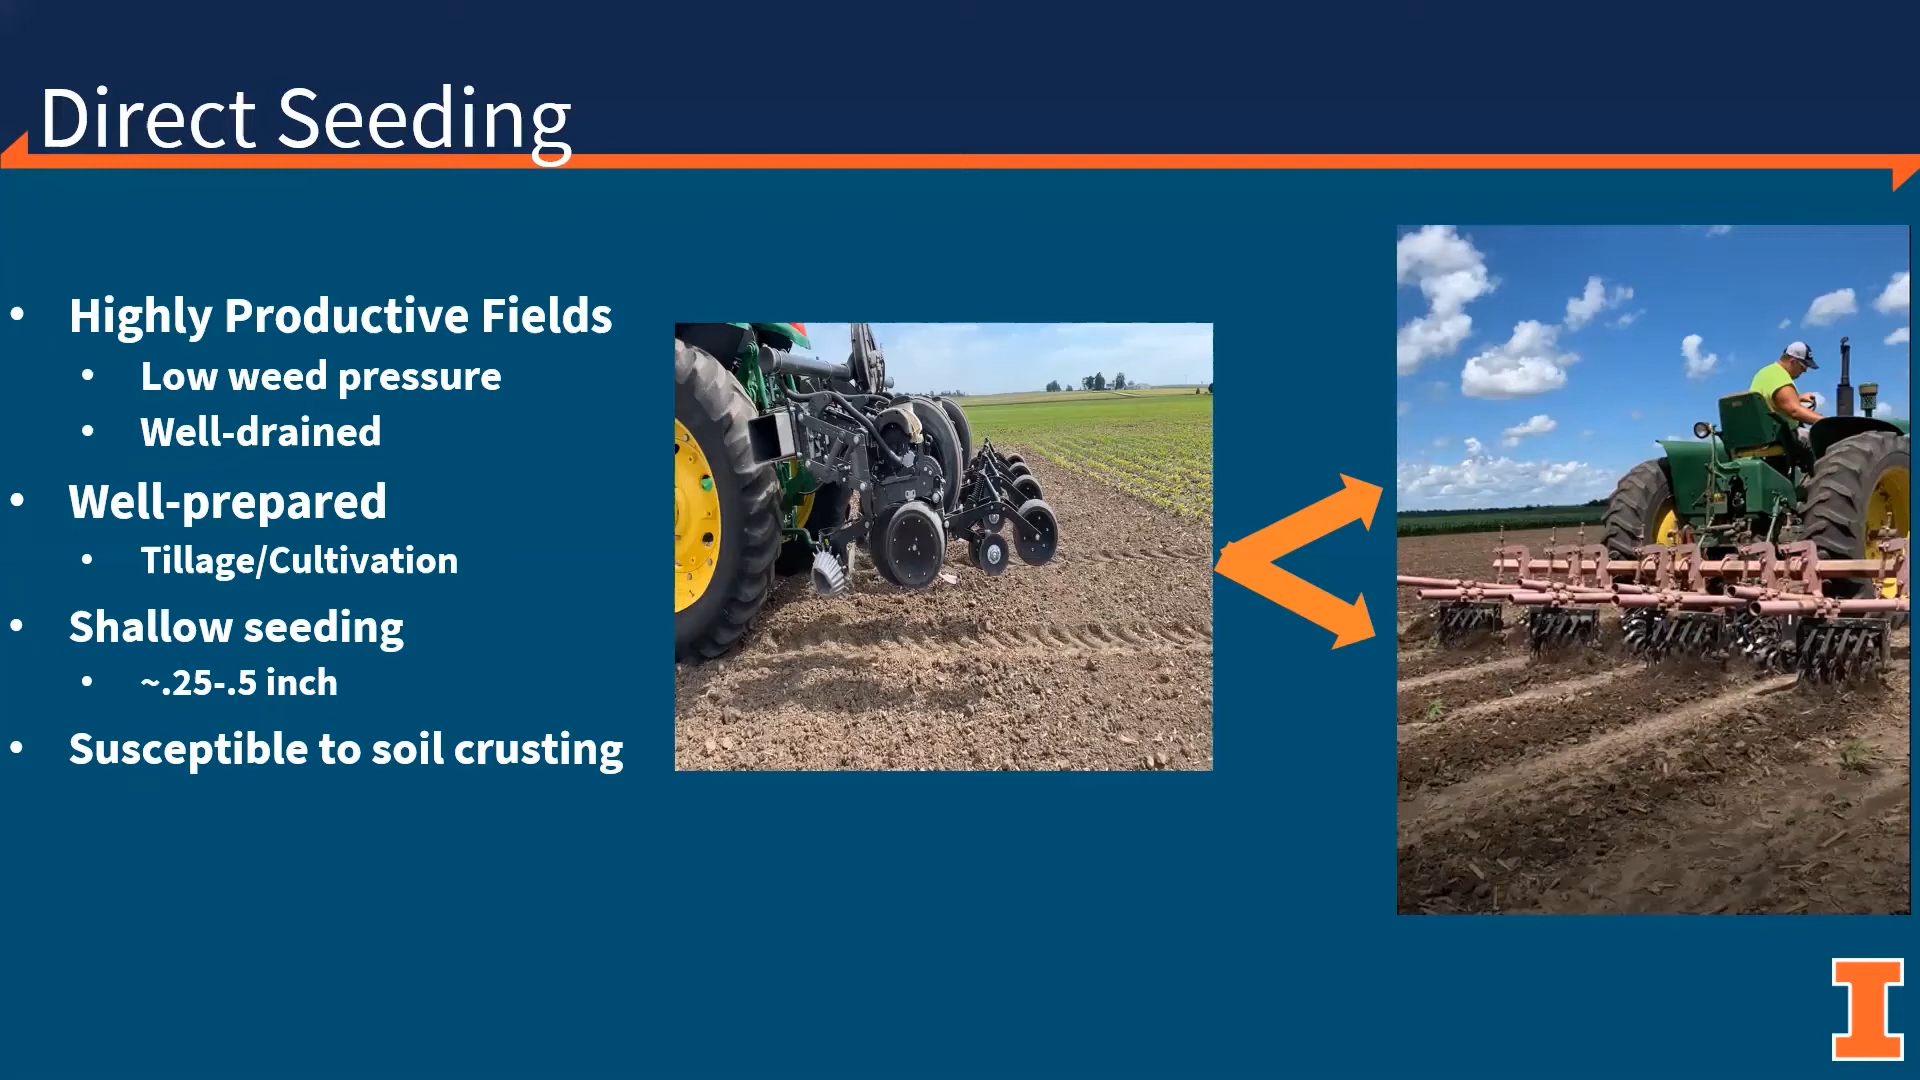 Direct Seeding
• Highly Productive Fields
• Low weed pressure
• Well-drained
• Well-prepared
• Tillage/Cultivation
• Shallow seeding
• ~.25-.5 inch
• Susceptible to soil crusting
I